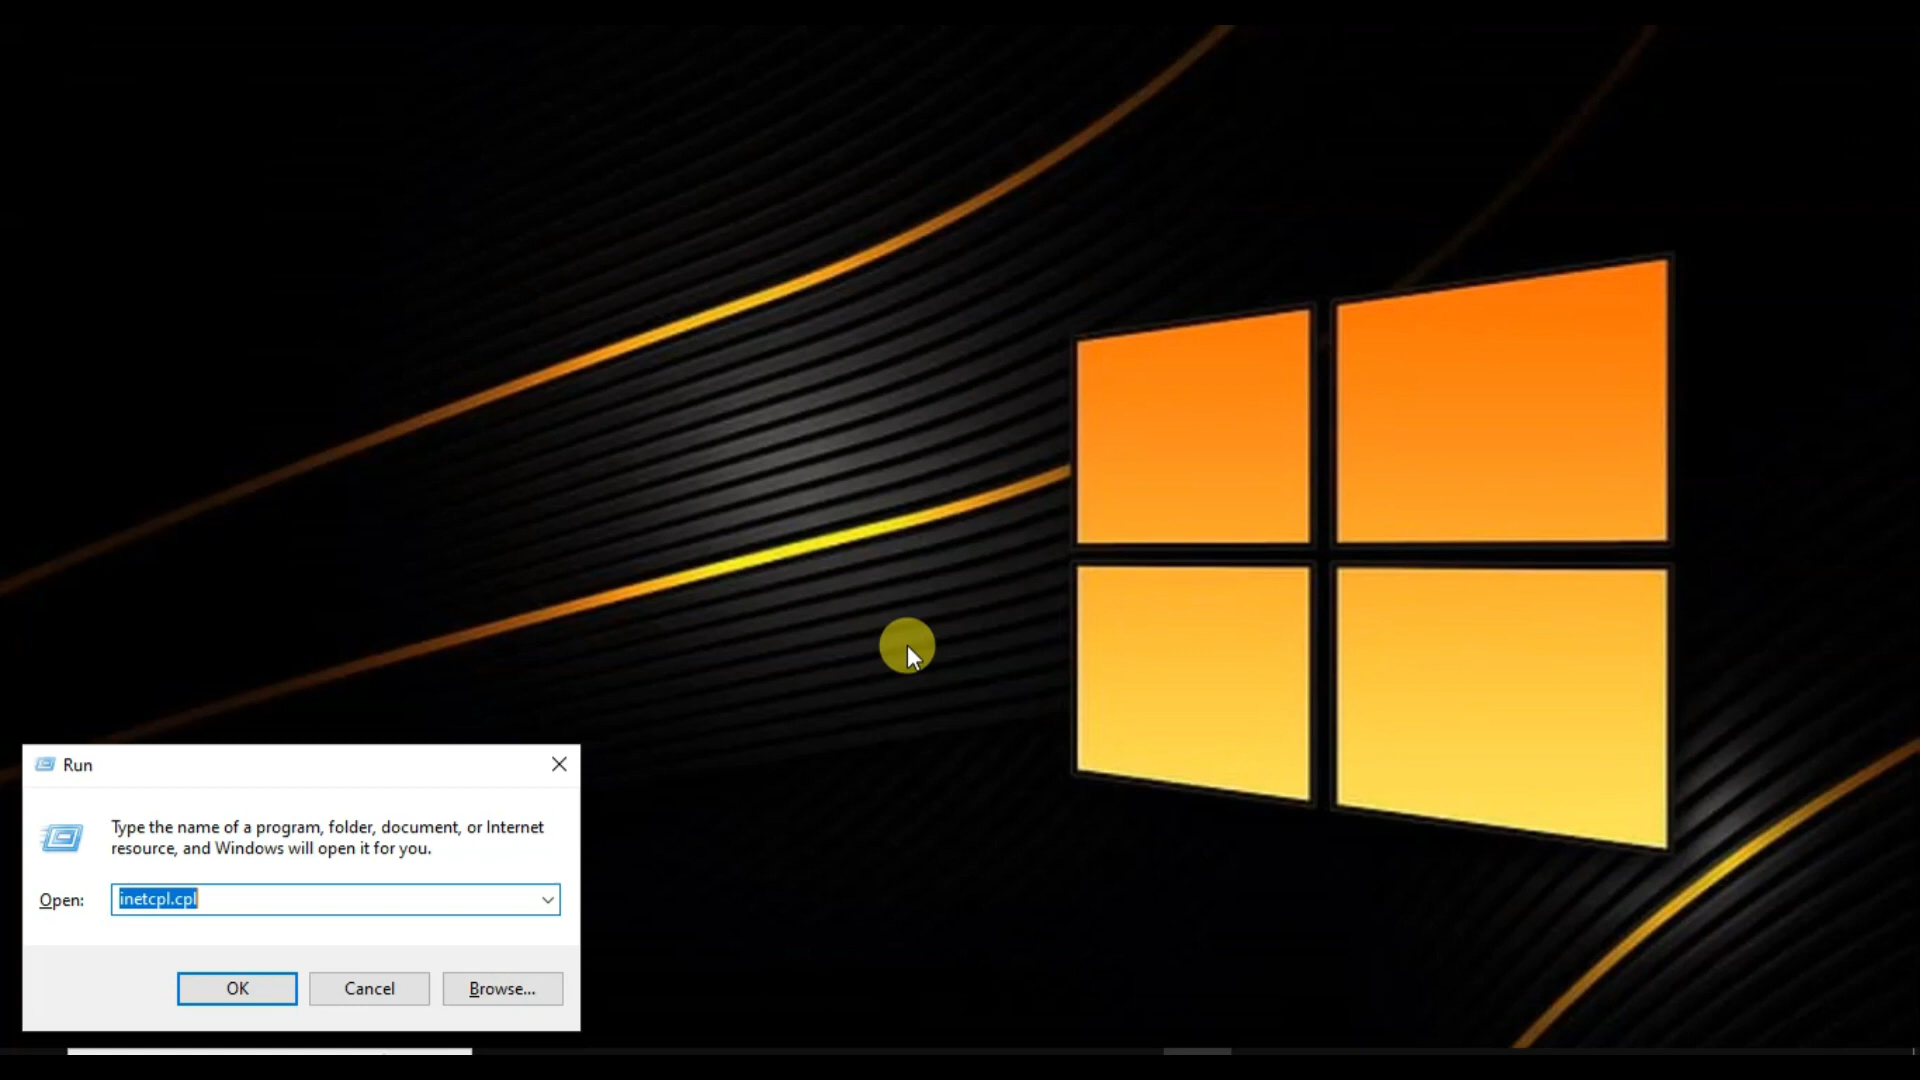 Run
Type the name of a program, folder, document, or Internet
resource, and Windows will open it for you.
Open:
inetcpl.cpl
OK
Cancel
Browse...